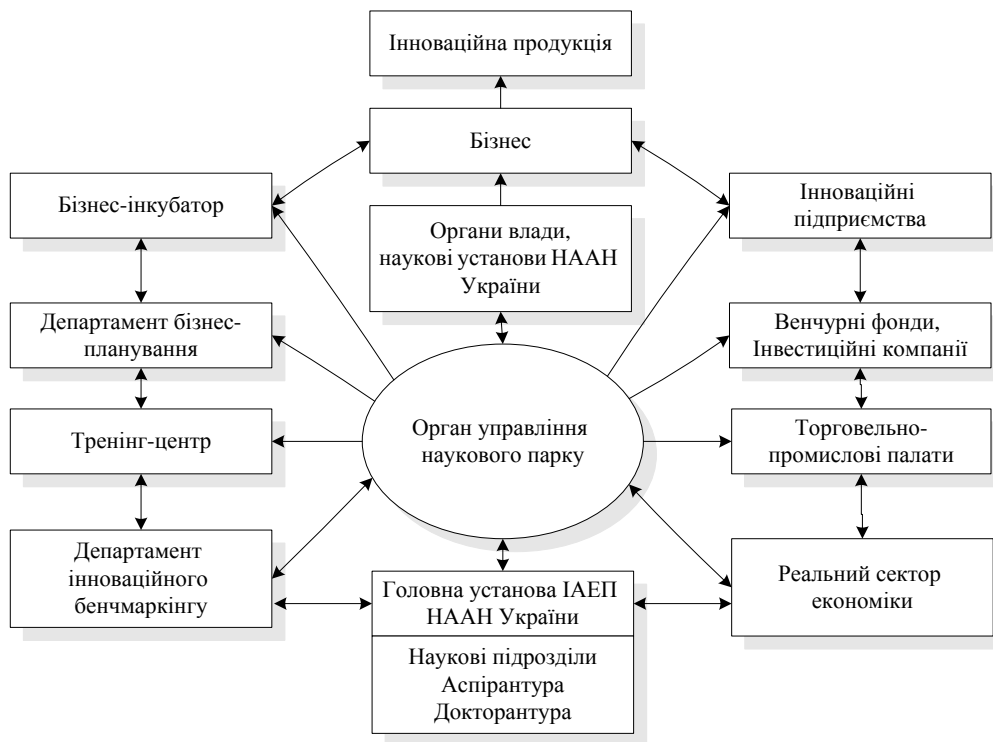 Інноваційна продукція
Бізнес
Бізнес-інкубатор
Інноваційні
підприємства
Органи влади,
наукові установи НААН
України
Департамент бізнес-
планування
Венчурні фонди,
Інвестиційні компанії
Тренінг-центр
Орган управління
наукового парку
Торговельно-
промислові палати
Департамент
інноваційного
бенчмаркінгу
Головна установа ІАЕП
НААН України
Наукові підрозділи
Аспірантура
Докторантура
Реальний сектор
економіки